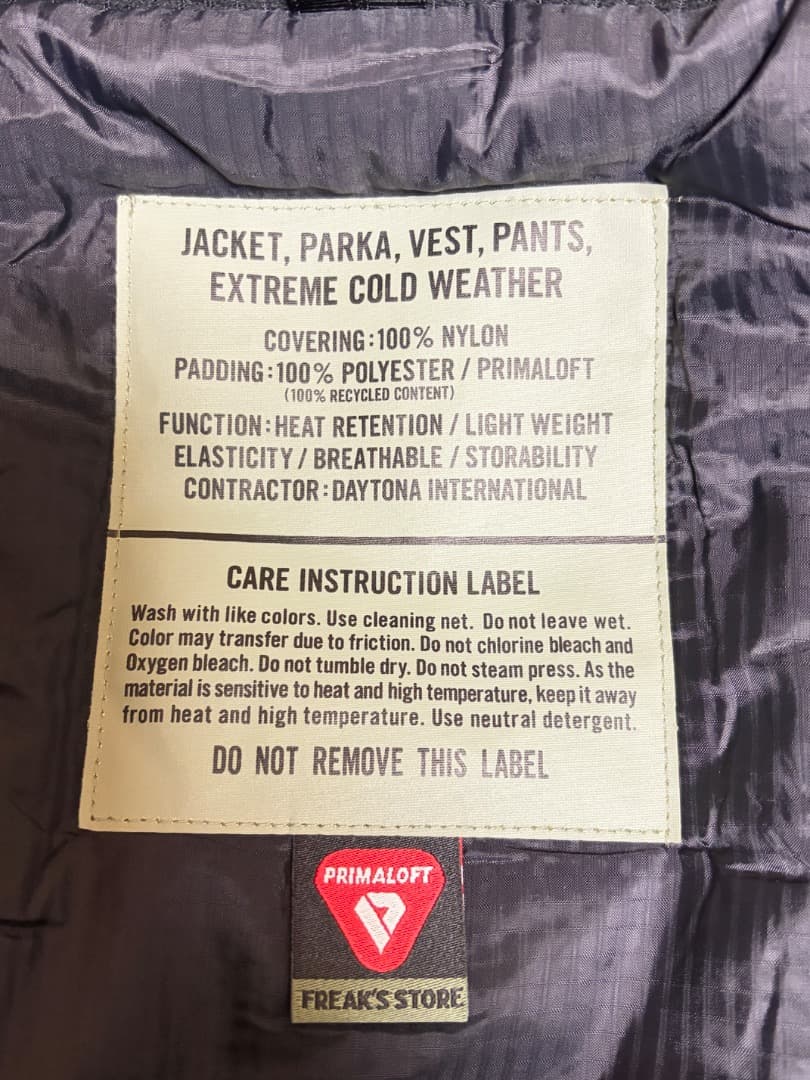 JACKET, PARKA, VEST, PANTS,
EXTREME COLD WEATHER
COVERING:100% NYLON
PADDING:100% POLYESTER / PRIMALOFT
(100% RECYCLED CONTENT)
FUNCTION:HEAT RETENTION / LIGHT WEIGHT
ELASTICITY / BREATHABLE / STORABILITY
CONTRACTOR:DAYTONA INTERNATIONAL
CARE INSTRUCTION LABEL
Wash with like colors. Use cleaning net. Do not leave wet.
Color may transfer due to friction. Do not chlorine bleach and
Oxygen bleach. Do not tumble dry. Do not steam press. As the
material is sensitive to heat and high temperature, keep it away
from heat and high temperature. Use neutral detergent.
DO NOT REMOVE THIS LABEL
PRIMALOFT
FREAK'S STORE